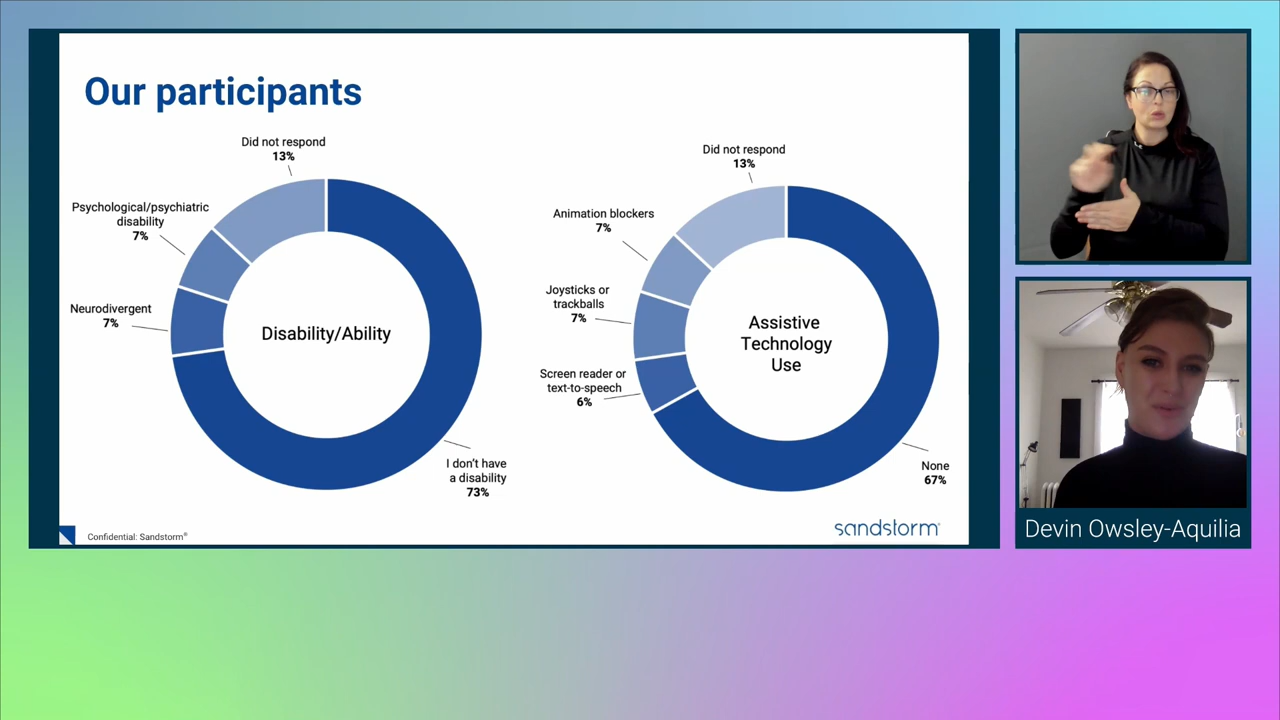 Our participants
Did not respond
13%
Psychological/psychiatric
disability
7%
Neurodivergent
7%
Disability/Ability
I don't have
a disability
73%
Did not respond
13%
Animation blockers
7%
Joysticks or
trackballs
7%
Screen reader or
text-to-speech
6%
Assistive
Technology
Use
None
67%
Confidential: Sandstorm®
sandstorm®
Devin Owsley-Aquilia